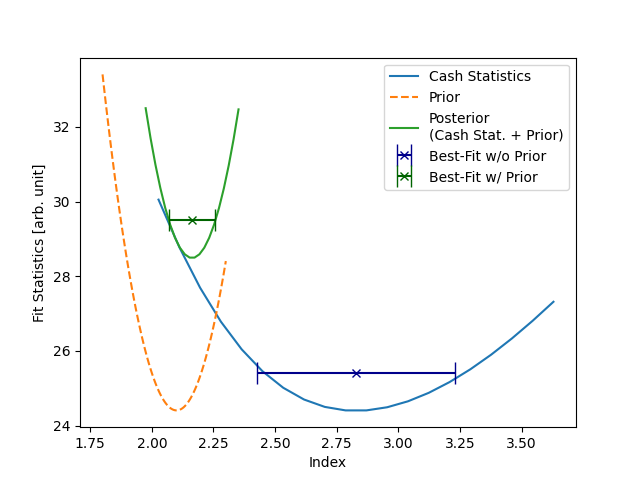 Cash Statistics
Prior
Posterior
(Cash Stat. + Prior)
Best-Fit w/o Prior
Best-Fit w/ Prior
Fit Statistics [arb. unit]
32
30
28
26
24
1.75 2.00 2.25 2.50 2.75 3.00 3.25 3.50
Index